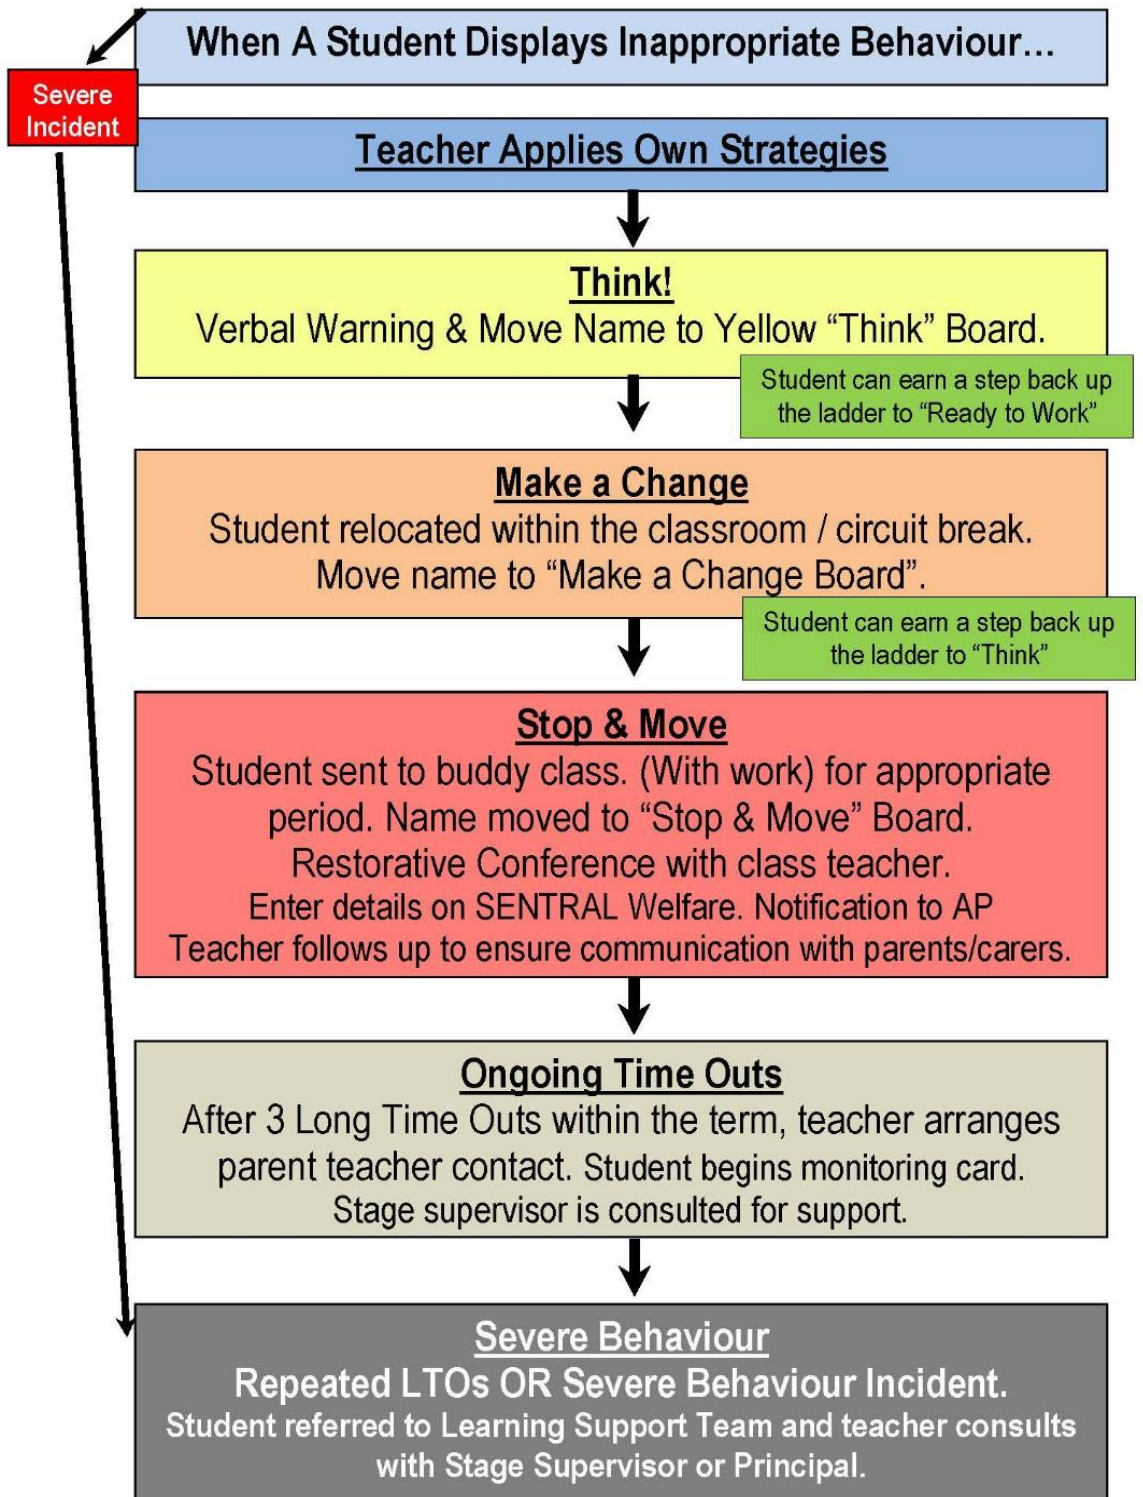 When A Student Displays Inappropriate Behaviour...
Severe
Incident
Teacher Applies Own Strategies
Think!
Verbal Warning & Move Name to Yellow “Think” Board.
Student can earn a step back up
the ladder to “Ready to Work”
Make a Change
Student relocated within the classroom / circuit break.
Move name to “Make a Change Board”.
Student can earn a step back up
the ladder to “Think”
Stop & Move
Student sent to buddy class. (With work) for appropriate
period. Name moved to “Stop & Move” Board.
Restorative Conference with class teacher.
Enter details on SENTRAL Welfare. Notification to AP
Teacher follows up to ensure communication with parents/carers.
Ongoing Time Outs
After 3 Long Time Outs within the term, teacher arranges
parent teacher contact. Student begins monitoring card.
Stage supervisor is consulted for support.
Severe Behaviour
Repeated LTOs OR Severe Behaviour Incident.
Student referred to Learning Support Team and teacher consults
with Stage Supervisor or Principal.